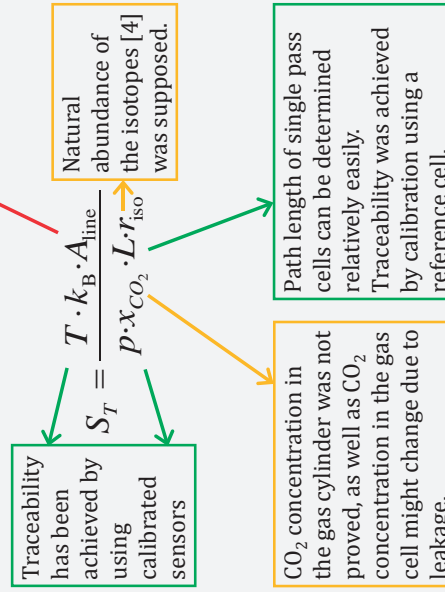 Traceability
has been
achieved by
using
calibrated
sensors
S_T = T · k_B · A_line / p · x_CO₂ · L · r_iso
Natural
abundance of
the isotopes [4]
was supposed.
CO₂ concentration in
the gas cylinder was not
proved, as well as CO₂
concentration in the gas
cell might change due to
leakage.
Path length of single pass
cells can be determined
relatively easily.
Traceability was achieved
by calibration using a
reference cell.